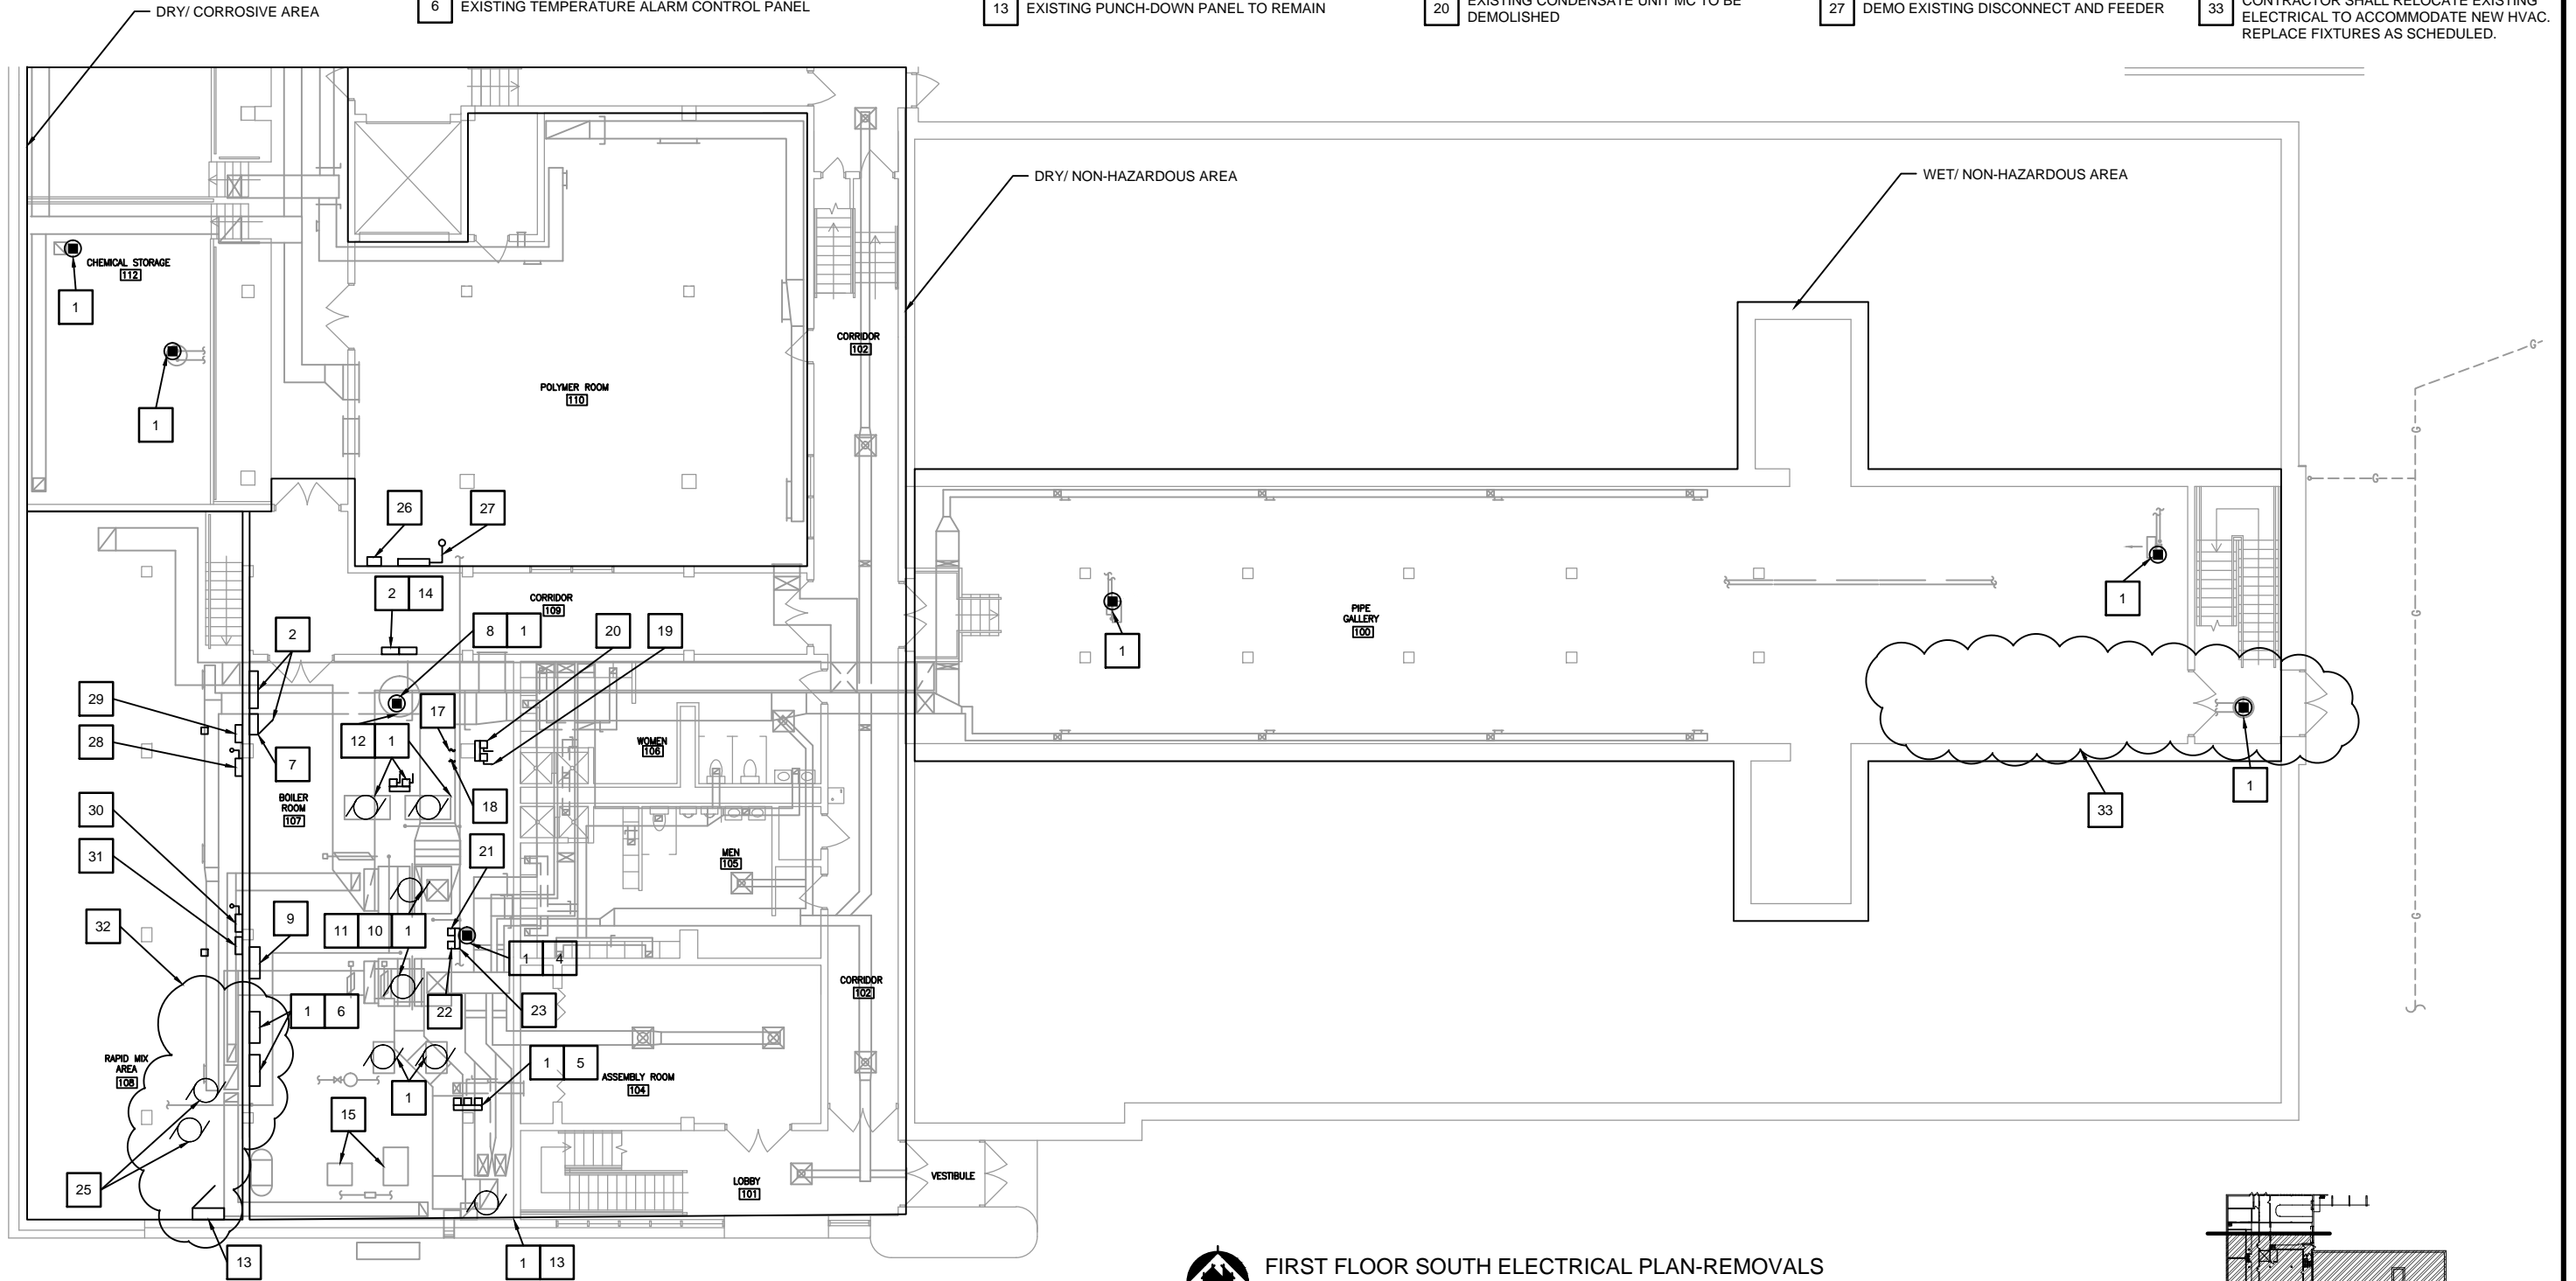 DRY/ CORROSIVE AREA
6 EXISTING TEMPERATURE ALARM CONTROL PANEL
13 EXISTING PUNCH-DOWN PANEL TO REMAIN
20 EXISTING CONDENSATE UNIT MC TO BE
DEMOLISHED
27 DEMO EXISTING DISCONNECT AND FEEDER
33 CONTRACTOR SHALL RELOCATE EXISTING
ELECTRICAL TO ACCOMMODATE NEW HVAC.
REPLACE FIXTURES AS SCHEDULED.
DRY/ NON-HAZARDOUS AREA
WET/ NON-HAZARDOUS AREA
CHEMICAL STORAGE
112
1
1
CORRIDOR
102
POLYMER ROOM
110
G
G
G
G
G
26
27
2 14
CORRIDOR
109
8 1
20
19
2
PIPE
GALLERY
100
1
1
29
28
17
12 1
7
WOMEN
106
1
33
BOILER
ROOM
107
18
30
31
21
MEN
105
32
9
11 10 1
1 4
CORRIDOR
102
1 6
22
23
RAPID MIX
AREA
108
1 5
ASSEMBLY ROOM
104
1
15
25
LOBBY
101
VESTIBULE
13
1 13
FIRST FLOOR SOUTH ELECTRICAL PLAN-REMOVALS